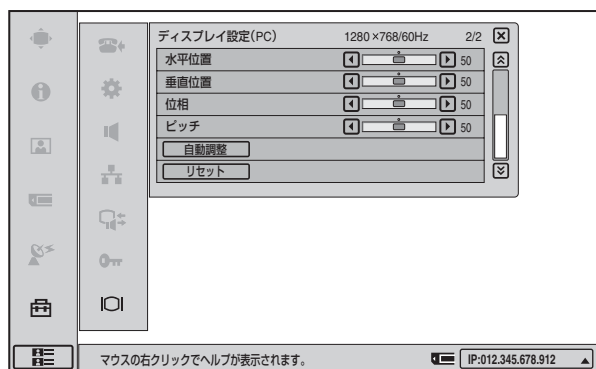 ディスプレイ設定(PC) 1280×768/60Hz 2/2
水平位置 50
垂直位置 50
位相 50
ピッチ 50
自動調整
リセット
マウスの右クリックでヘルプが表示されます。 IP:012.345.678.912